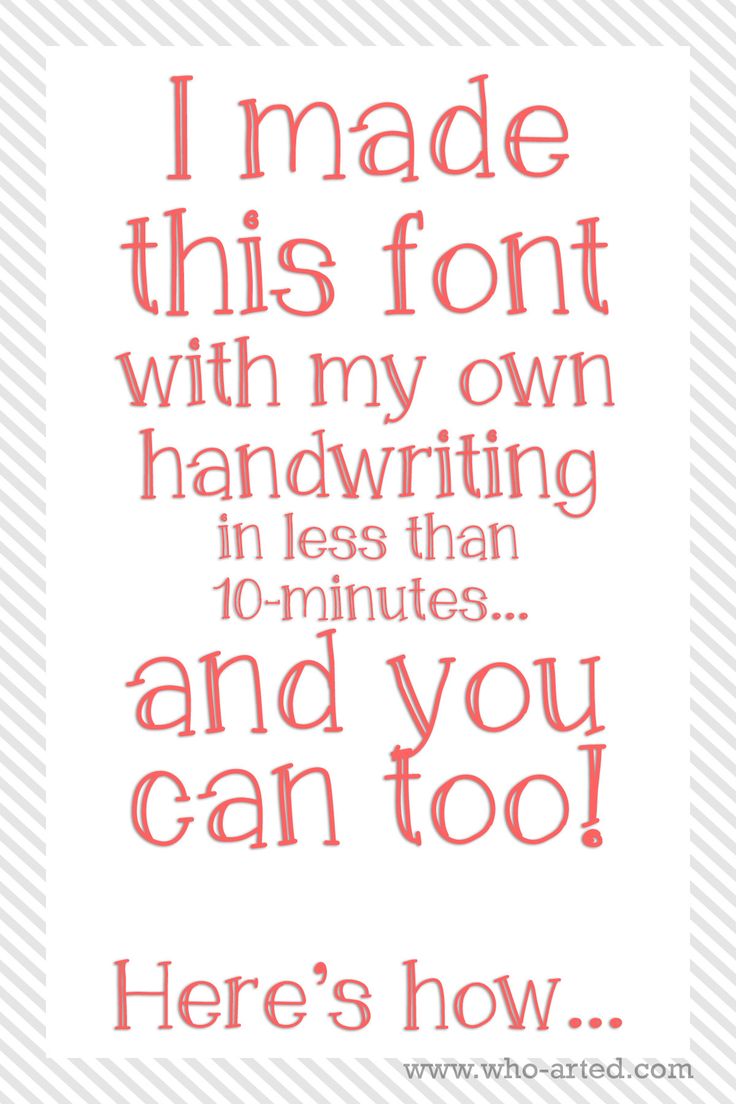 I made
this font
with my own
handwriting
in less than
10-minutes...
and you
can too!
Here's how...
www.who-arted.com